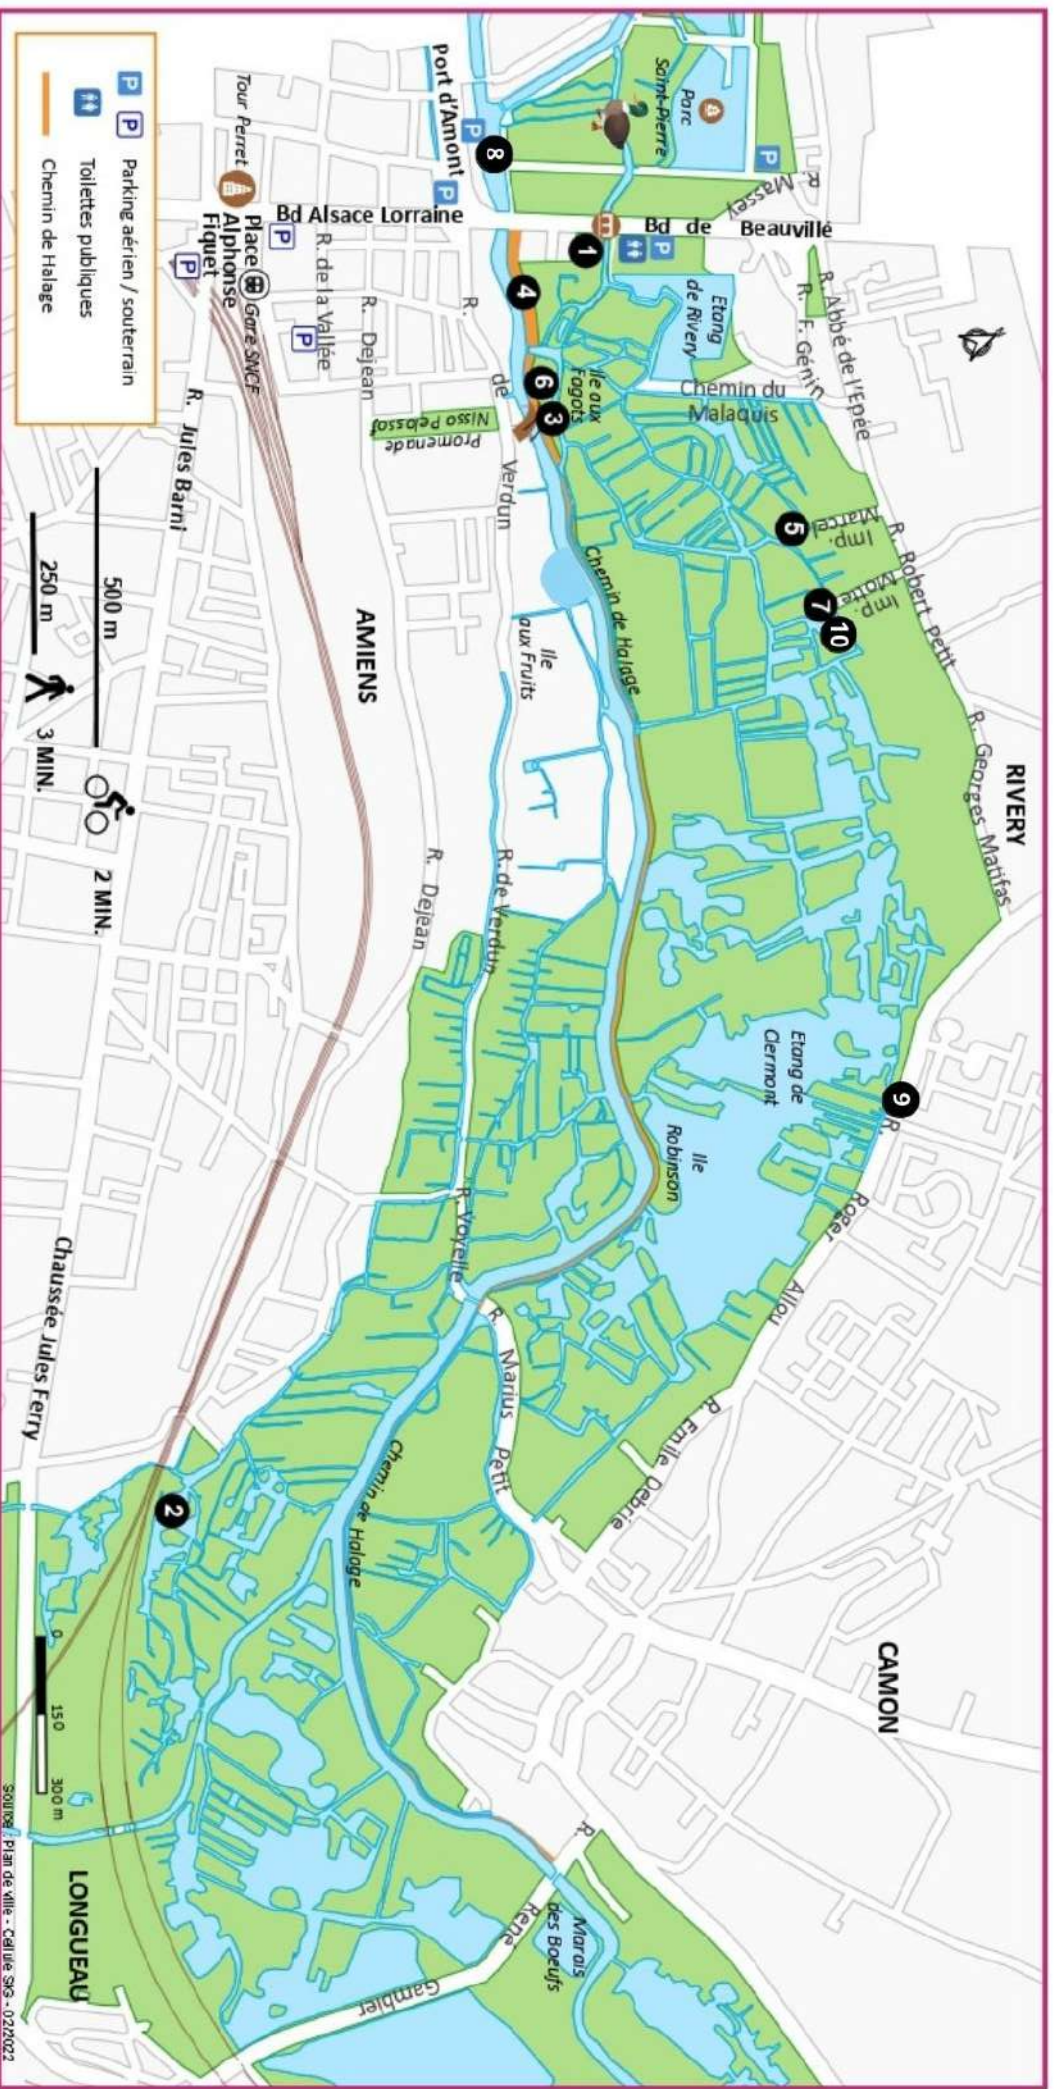 Parc
Saint-Pierre
P
R.
Massey
Port d'Amont
P
8
P
Bd Alsace Lorraine
Bd de Beauvillé
1
P
Tour Perret
Place
Alphonse
Fiquet
Gare SNCF
P
P
P
R. de la Vallée
R. Dejean
R. de Verdun
4
6
3
Ile aux
Fagots
Etang
de Rivery
Chemin du
Malaquis
R. F. Génin
R. Abbé de l'Epée
Promenade
Nisso Pelossof
5
Imp.
Marcel
7
10
Imp.
Motte
R. Robert Petit
R. Georges Matifas
RIVERY
Chemin de Halage
Ile
aux Fruits
AMIENS
R. Jules Barni
R. Dejean
R. de Verdun
Etang de
Clermont
9
Ile
Robinson
R. Roger Allou
R. Voyelle
R. Marius Petit
R. Emile Debrie
Chemin de Halage
Chaussée Jules Ferry
2
CAMON
R. René Gambier
Marais
des Boeufs
LONGUEAU
P P Parking aérien / souterrain
Toilettes publiques
Chemin de Halage
500 m
2 MIN.
250 m
3 MIN.
0 150 300 m
Source : Plan de ville - Cellule SIG - 02/2022